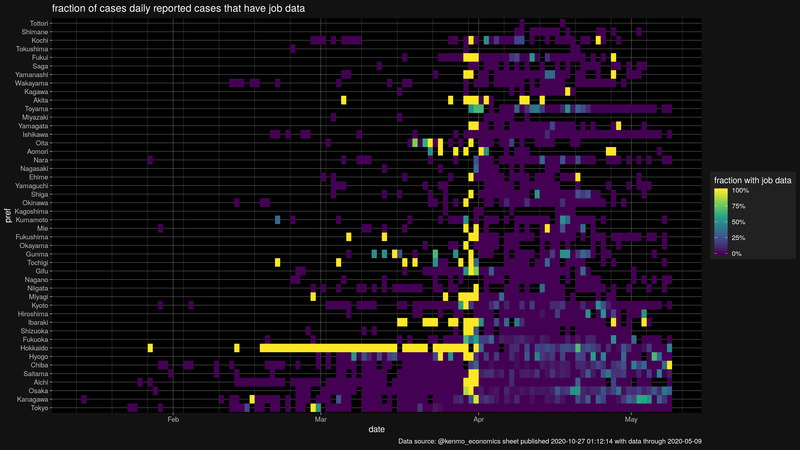 fraction of cases daily reported cases that have job data
pref
Tottori
Shimane
Kochi
Tokushima
Fukui
Saga
Yamanashi
Wakayama
Kagawa
Akita
Toyama
Miyazaki
Yamagata
Ishikawa
Oita
Aomori
Nara
Nagasaki
Ehime
Yamaguchi
Shiga
Okinawa
Kagoshima
Kumamoto
Mie
Fukushima
Okayama
Gunma
Tochigi
Gifu
Nagano
Niigata
Miyagi
Kyoto
Hiroshima
Ibaraki
Shizuoka
Fukuoka
Hokkaido
Hyogo
Chiba
Saitama
Aichi
Osaka
Kanagawa
Tokyo
Feb
Mar
Apr
May
date
fraction with job data
100%
75%
50%
25%
0%
Data source: @kenmo_economics sheet published 2020-10-27 01:12:14 with data through 2020-05-09